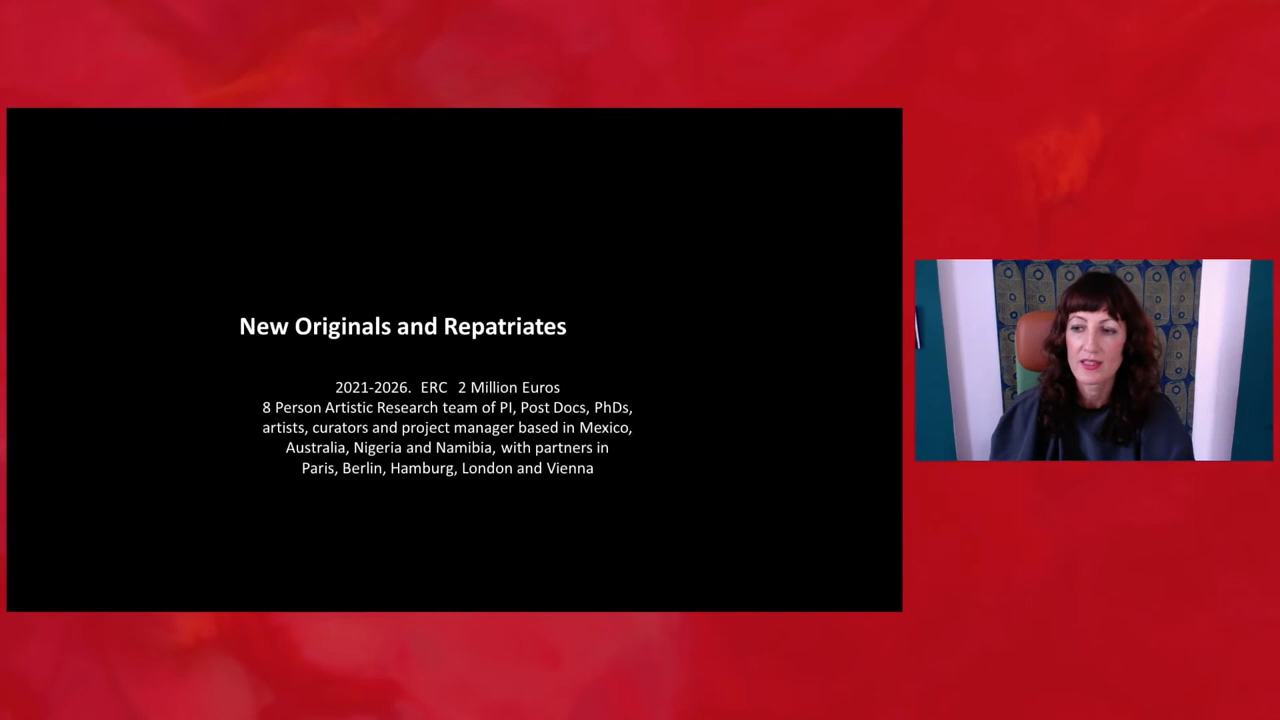 New Originals and Repatriates
2021-2026. ERC 2 Million Euros
8 Person Artistic Research team of PI, Post Docs, PhDs,
artists, curators and project manager based in Mexico,
Australia, Nigeria and Namibia, with partners in
Paris, Berlin, Hamburg, London and Vienna